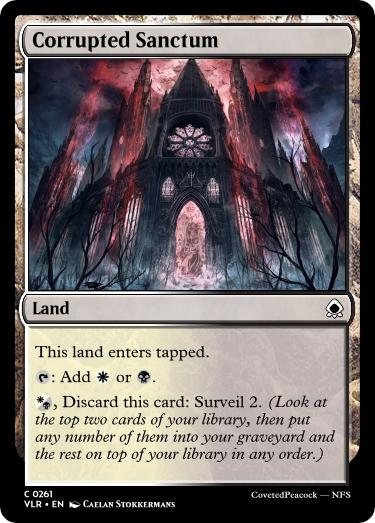 Corrupted Sanctum
Land
This land enters tapped.
: Add or .
, Discard this card: Surveil 2. (Look at
the top two cards of your library, then put
any number of them into your graveyard and
the rest on top of your library in any order.)
C 0261
VLR • EN Caelan Stokkermans
CovetedPeacock — NFS